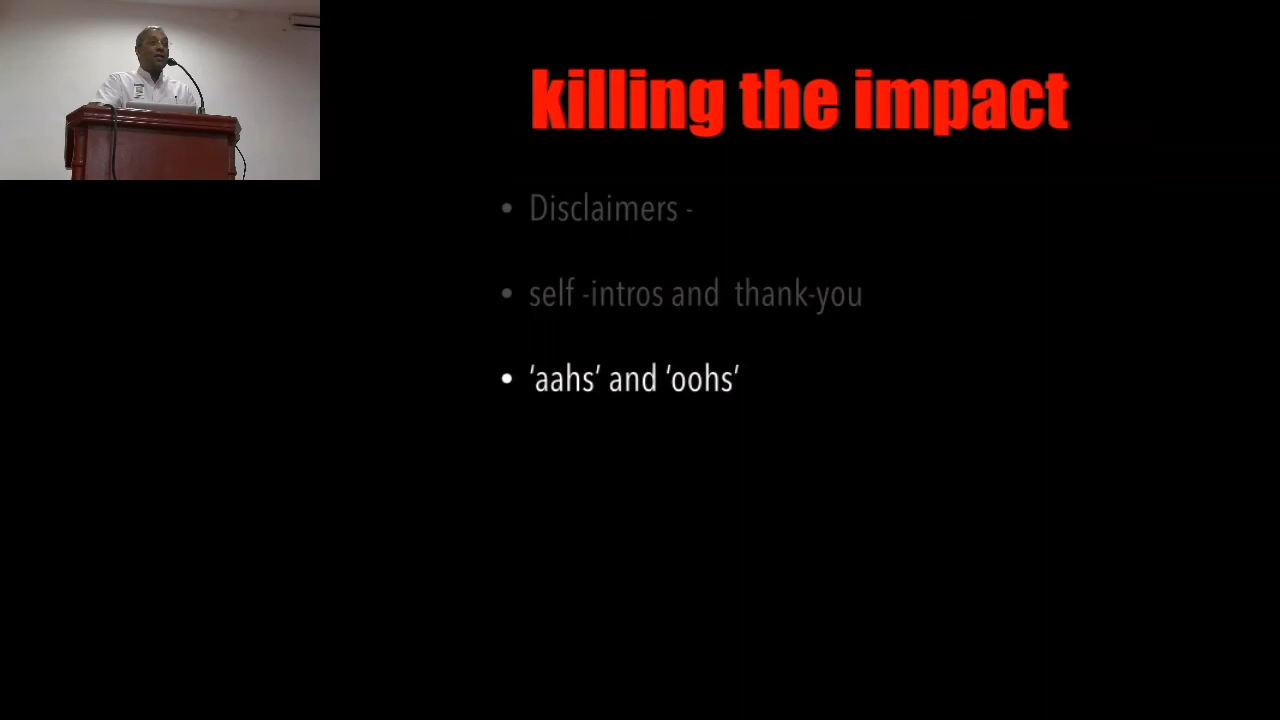 killing the impact
• Disclaimers -
• self -intros and  thank-you
• ‘aahs’ and ‘oohs’